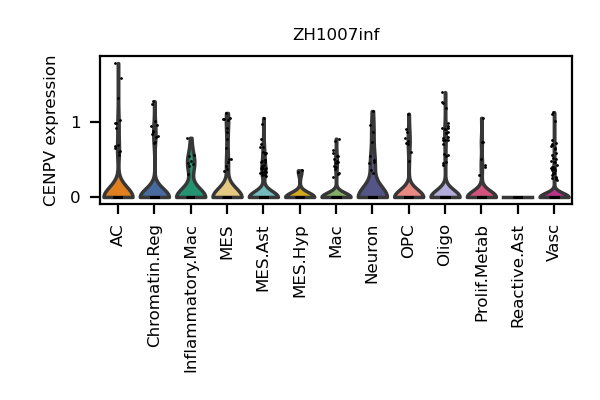 ZH1007inf
CENPV expression
1
0
AC
Chromatin.Reg
Inflammatory.Mac
MES
MES.Ast
MES.Hyp
Mac
Neuron
OPC
Oligo
Prolif.Metab
Reactive.Ast
Vasc